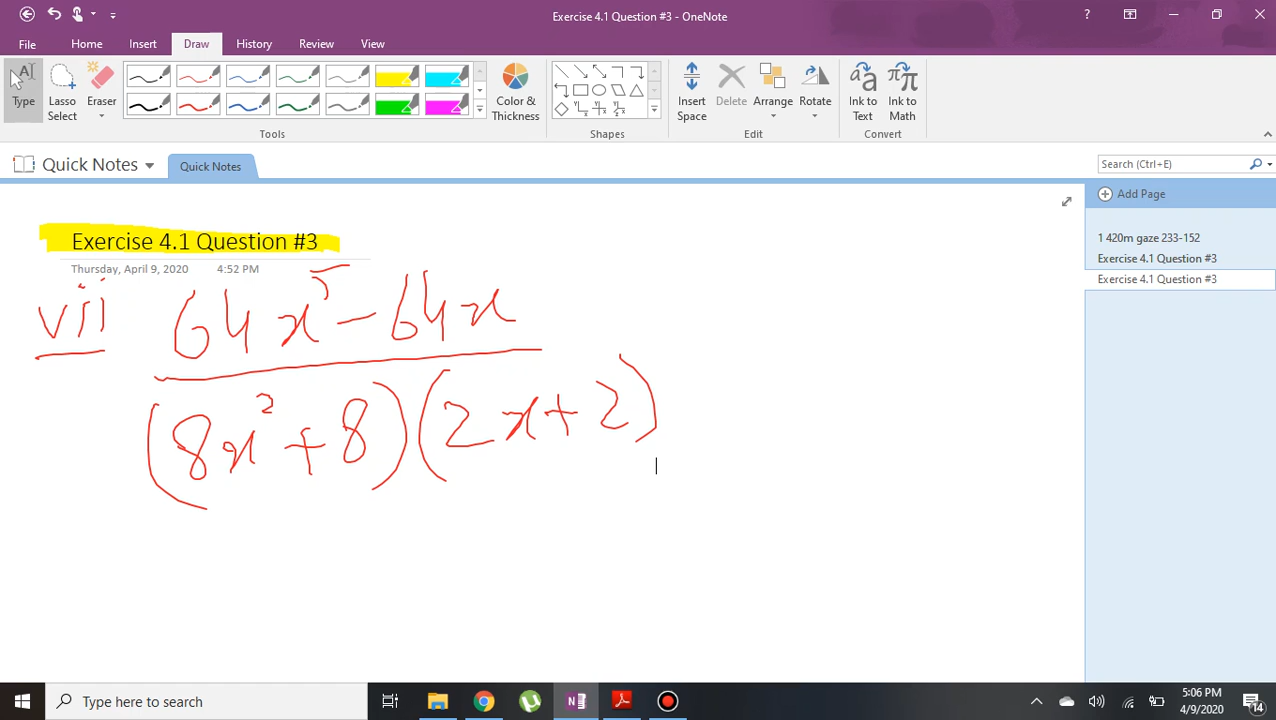 Exercise 4.1 Question #3 - OneNote
?
File Home Insert Draw History Review View
Type
Lasso Select
Eraser
Color & Thickness
Insert Space
Delete
Arrange
Rotate
Ink to Text
Ink to Math
Tools
Shapes
Edit
Convert
Quick Notes
Quick Notes
Search (Ctrl+E)
Add Page
1 420m gaze 233-152
Exercise 4.1 Question #3
Exercise 4.1 Question #3
Exercise 4.1 Question #3
Thursday, April 9, 2020 4:52 PM
vii 64x⁵-64x
(8x²+8)(2x+2)
Type here to search
5:06 PM
4/9/2020
14